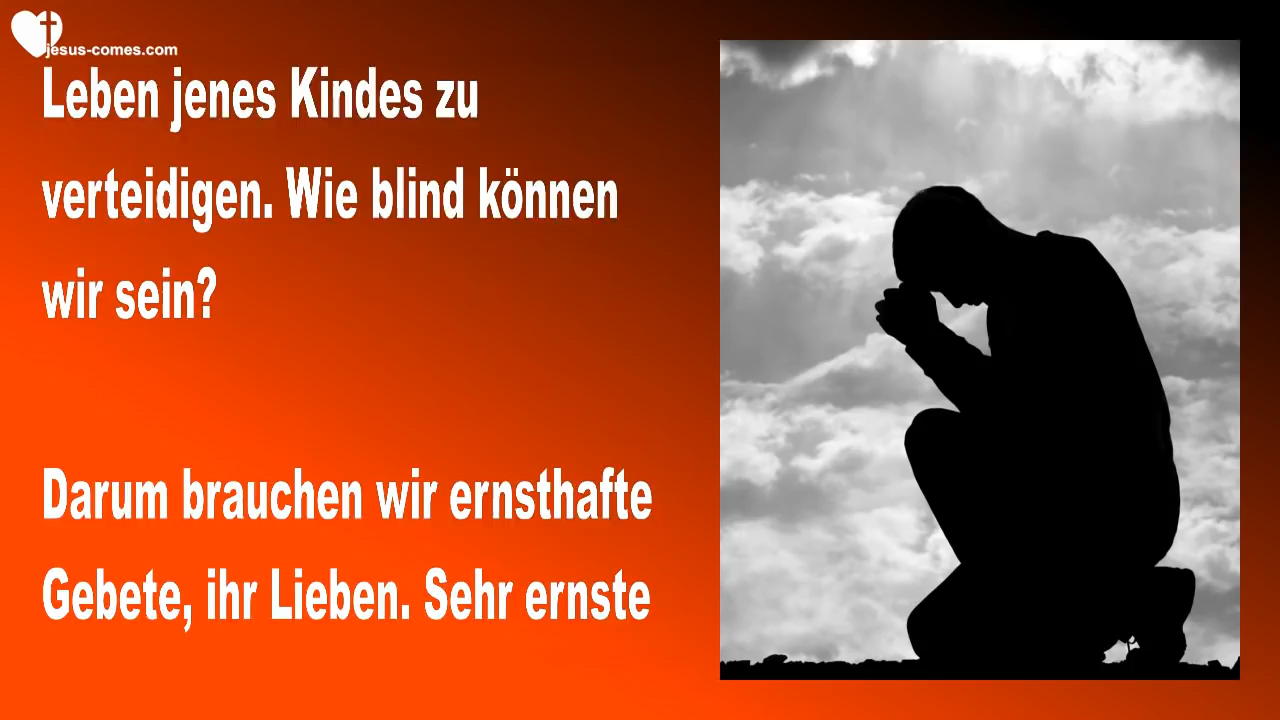 jesus-comes.com
Leben jenes Kindes zu
verteidigen. Wie blind können
wir sein?
Darum brauchen wir ernsthafte
Gebete, ihr Lieben. Sehr ernste